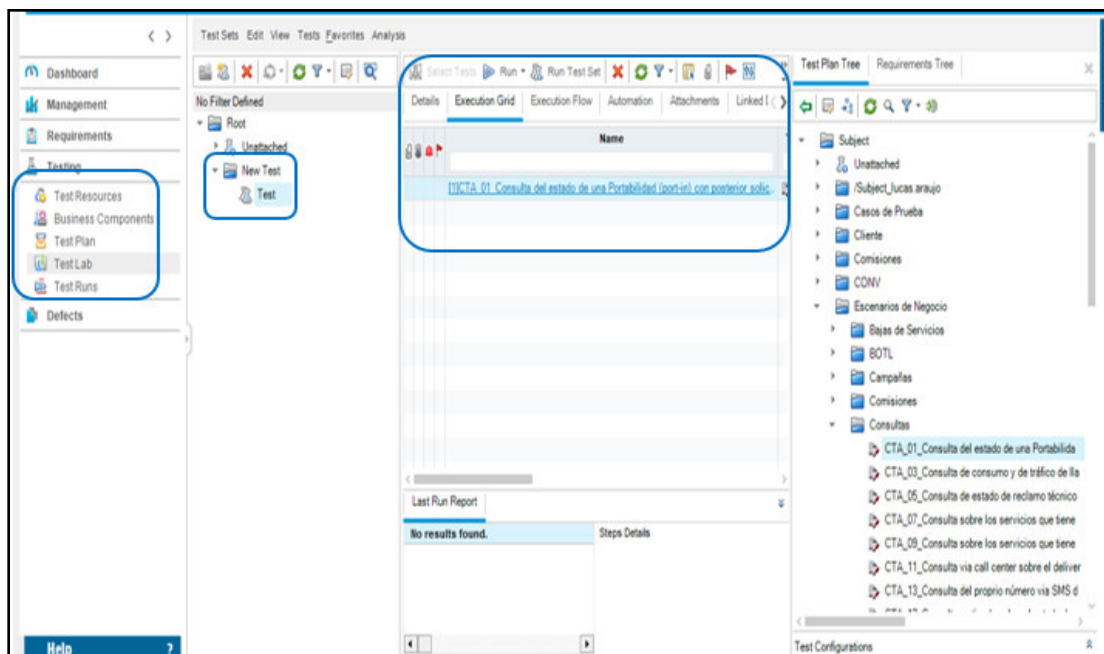 Test Sets Edit View Tests Favorites Analysis
Dashboard
Management
Requirements
Testing
Test Resources
Business Components
Test Plan
Test Lab
Test Runs
Defects
Help ?
No Filter Defined
Root
Unattached
New Test
Test
Select Tests Run Run Test Set
Details Execution Grid Execution Flow Automation Attachments Linked
Name
[1]CTA_01_Consulta del estado de una Portabilidad (port-in) con posterior solic..
Last Run Report
No results found.
Steps Details
Test Plan Tree Requirements Tree
Subject
Unattached
/Subject_lucas araujo
Casos de Prueba
Cliente
Comisiones
CONV
Escenarios de Negocio
Bajas de Servicios
BOTL
Campañas
Comisiones
Consultas
CTA_01_Consulta del estado de una Portabilida
CTA_03_Consulta de consumo y de tráfico de lla
CTA_05_Consulta de estado de reclamo técnico
CTA_07_Consulta sobre los servicios que tiene
CTA_09_Consulta sobre los servicios que tiene
CTA_11_Consulta via call center sobre el deliver
CTA_13_Consulta del proprio número via SMS d
Test Configurations